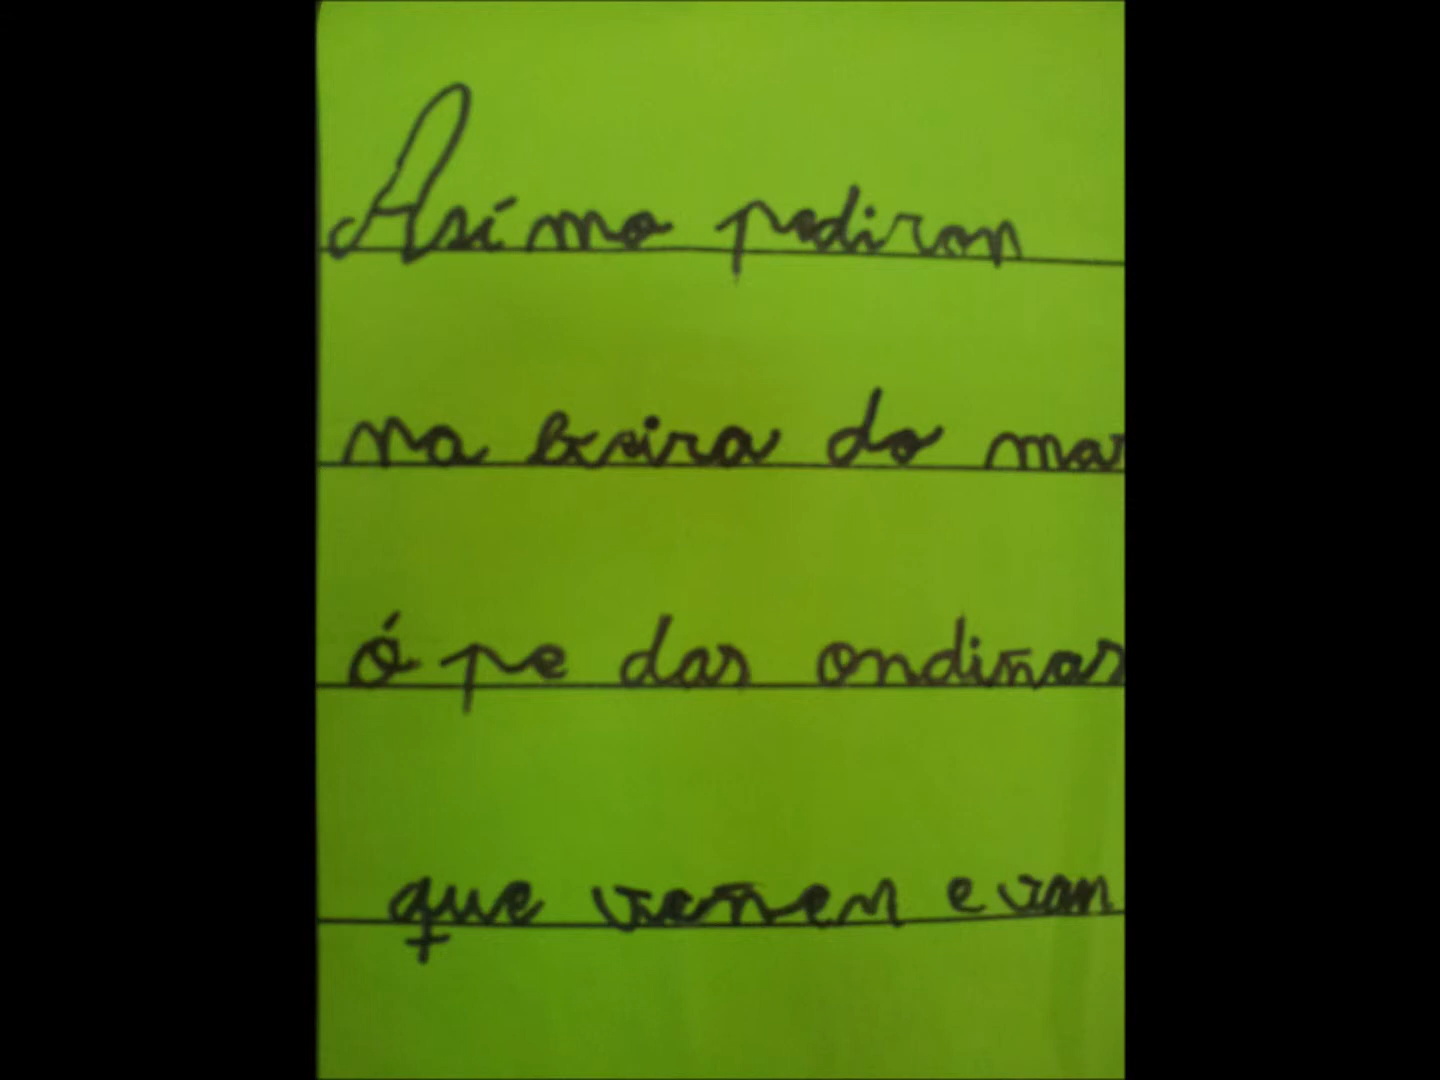 Así mo pediron
na beira do mar
ó pe das ondiñas
que veñen e van